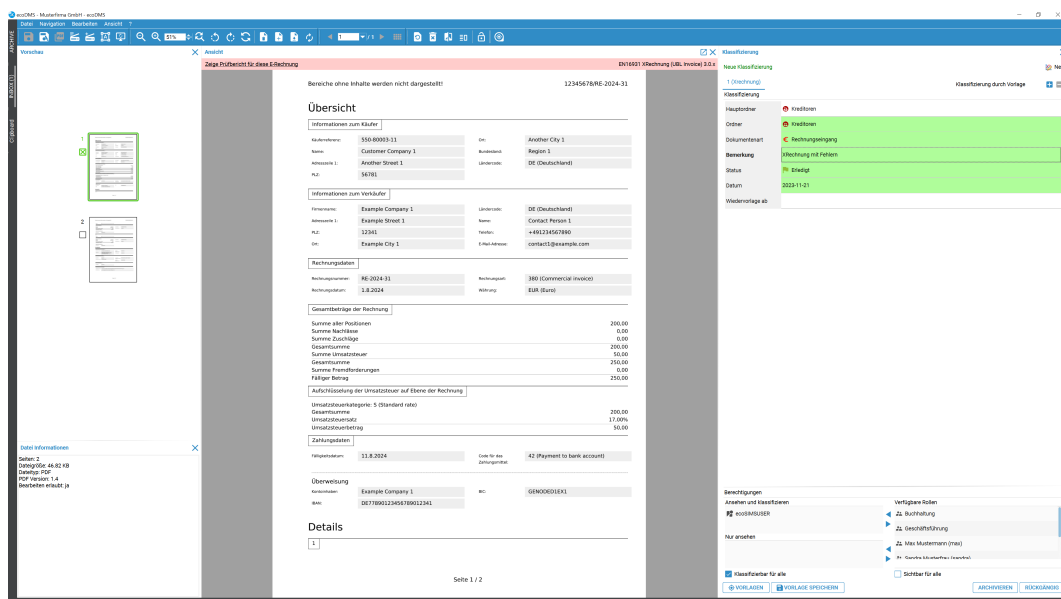 ecoDMS - Musterfirma GmbH - ecoDMS
Datei Navigation Bearbeiten Ansicht ?
51%
1 / 1
ARCHIVE
INBOX (1)
Clipboard
Vorschau
1
2
Datei Informationen
Seiten: 2
Dateigröße: 46.82 KB
Dateityp: PDF
PDF Version: 1.4
Bearbeiten erlaubt: ja
Ansicht
Zeige Prüfbericht für diese E-Rechnung EN16931 XRechnung (UBL Invoice) 3.0.x
Bereiche ohne Inhalte werden nicht dargestellt! 12345678/RE-2024-31
Übersicht
Informationen zum Käufer
Käuferreferenz: 550-80003-11 Ort: Another City 1
Name: Customer Company 1 Bundesland: Region 1
Adresszeile 1: Another Street 1 Ländercode: DE (Deutschland)
PLZ: 56781
Informationen zum Verkäufer
Firmenname: Example Company 1 Ländercode: DE (Deutschland)
Adresszeile 1: Example Street 1 Name: Contact Person 1
PLZ: 12341 Telefon: +491234567890
Ort: Example City 1 E-Mail-Adresse: contact1@example.com
Rechnungsdaten
Rechnungsnummer: RE-2024-31 Rechnungsart: 380 (Commercial invoice)
Rechnungsdatum: 1.8.2024 Währung: EUR (Euro)
Gesamtbeträge der Rechnung
Summe aller Positionen 200,00
Summe Nachlässe 0,00
Summe Zuschläge 0,00
Gesamtsumme 200,00
Summe Umsatzsteuer 50,00
Gesamtsumme 250,00
Summe Fremdforderungen 0,00
Fälliger Betrag 250,00
Aufschlüsselung der Umsatzsteuer auf Ebene der Rechnung
Umsatzsteuerkategorie: S (Standard rate)
Gesamtsumme 200,00
Umsatzsteuersatz 17,00%
Umsatzsteuerbetrag 50,00
Zahlungsdaten
Fälligkeitsdatum: 11.8.2024 Code für das Zahlungsmittel: 42 (Payment to bank account)
Überweisung
Kontoinhaber: Example Company 1 BIC: GENODED1EX1
IBAN: DE77890123456789012341
Details
1
Seite 1 / 2
Klassifizierung
Neue Klassifizierung Ne
1 (Xrechnung) Klassifizierung durch Vorlage
Klassifizierung
Hauptordner Kreditoren
Ordner Kreditoren
Dokumentenart Rechnungseingang
Bemerkung XRechnung mit Fehlern
Status Erledigt
Datum 2023-11-21
Wiedervorlage ab
Berechtigungen
Ansehen und klassifizieren Verfügbare Rollen
ecoSIMSUSER Buchhaltung
Geschäftsführung
Nur ansehen
Max Mustermann (max)
Sandra Musterfrau (sandra)
Klassifizierbar für alle Sichtbar für alle
VORLAGEN VORLAGE SPEICHERN ARCHIVIEREN RÜCKGÄNGIG